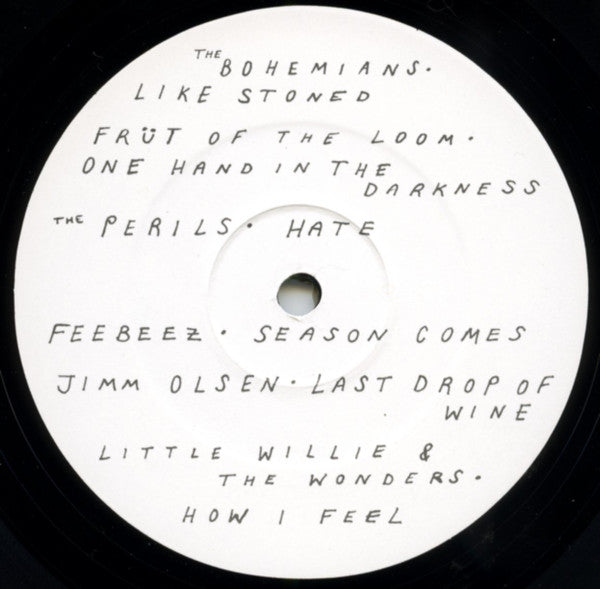 THE BOHEMIANS.
LIKE STONED
FRÜT OF THE LOOM.
ONE HAND IN THE
DARKNESS
THE PERILS. HATE
FEEBEEZ. SEASON COMES
JIMM OLSEN. LAST DROP OF
WINE
LITTLE WILLIE &
THE WONDERS.
HOW I FEEL